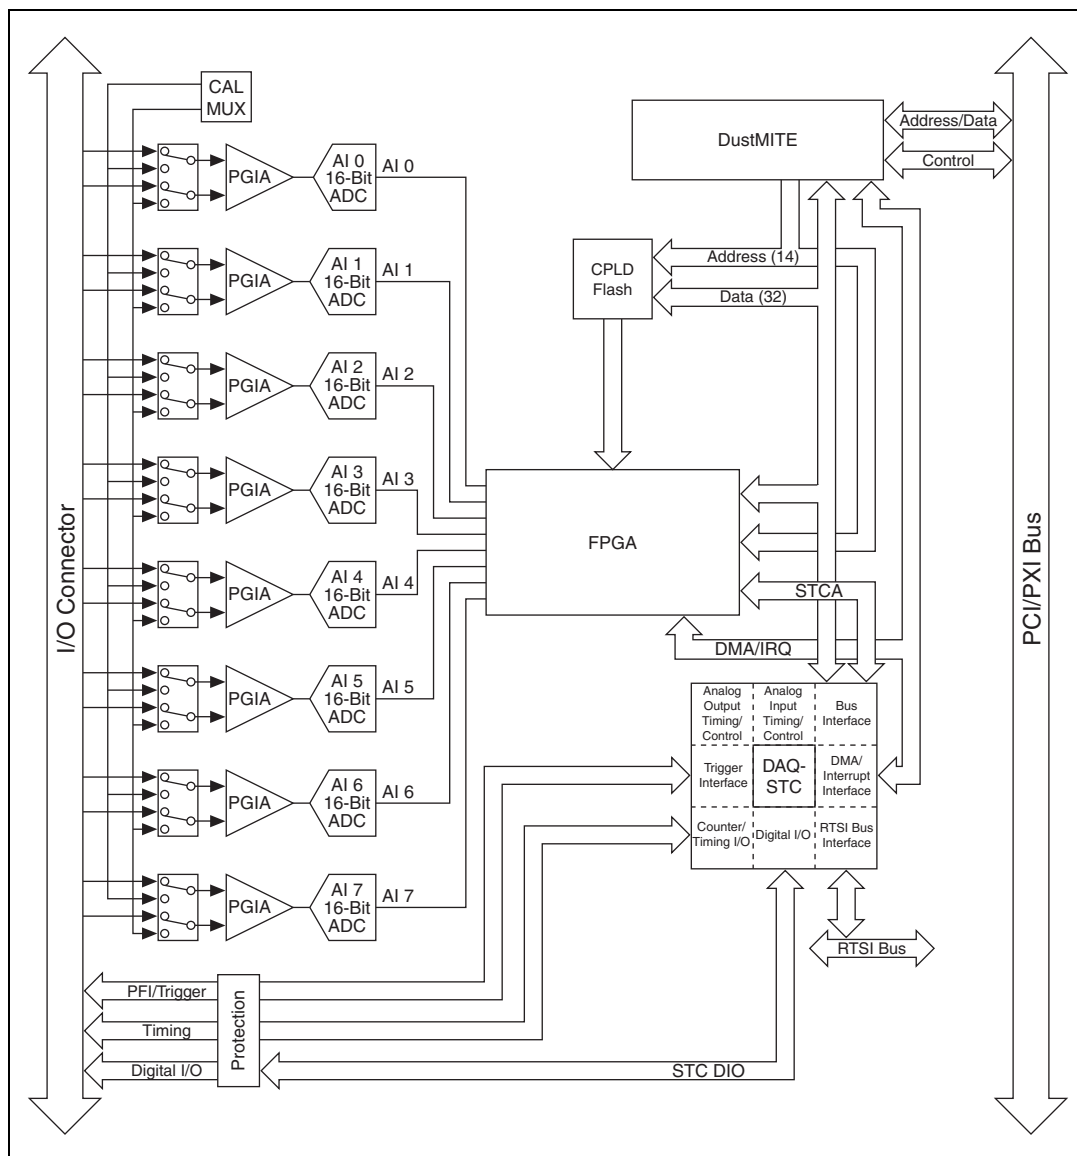 CAL
MUX
DustMITE
Address/Data
Control
AI 0
16-Bit
ADC
PGIA
AI 0
AI 1
16-Bit
ADC
PGIA
AI 1
CPLD
Flash
Address (14)
Data (32)
AI 2
16-Bit
ADC
PGIA
AI 2
AI 3
16-Bit
ADC
PGIA
AI 3
FPGA
I/O Connector
PCI/PXI Bus
AI 4
16-Bit
ADC
PGIA
AI 4
STCA
DMA/IRQ
AI 5
16-Bit
ADC
PGIA
AI 5
Analog
Output
Timing/
Control
Analog
Input
Timing/
Control
Bus
Interface
Trigger
Interface
DAQ-
STC
DMA/
Interrupt
Interface
AI 6
16-Bit
ADC
PGIA
AI 6
Counter/
Timing I/O
Digital I/O
RTSI Bus
Interface
AI 7
16-Bit
ADC
PGIA
AI 7
RTSI Bus
PFI/Trigger
Timing
Digital I/O
Protection
STC DIO